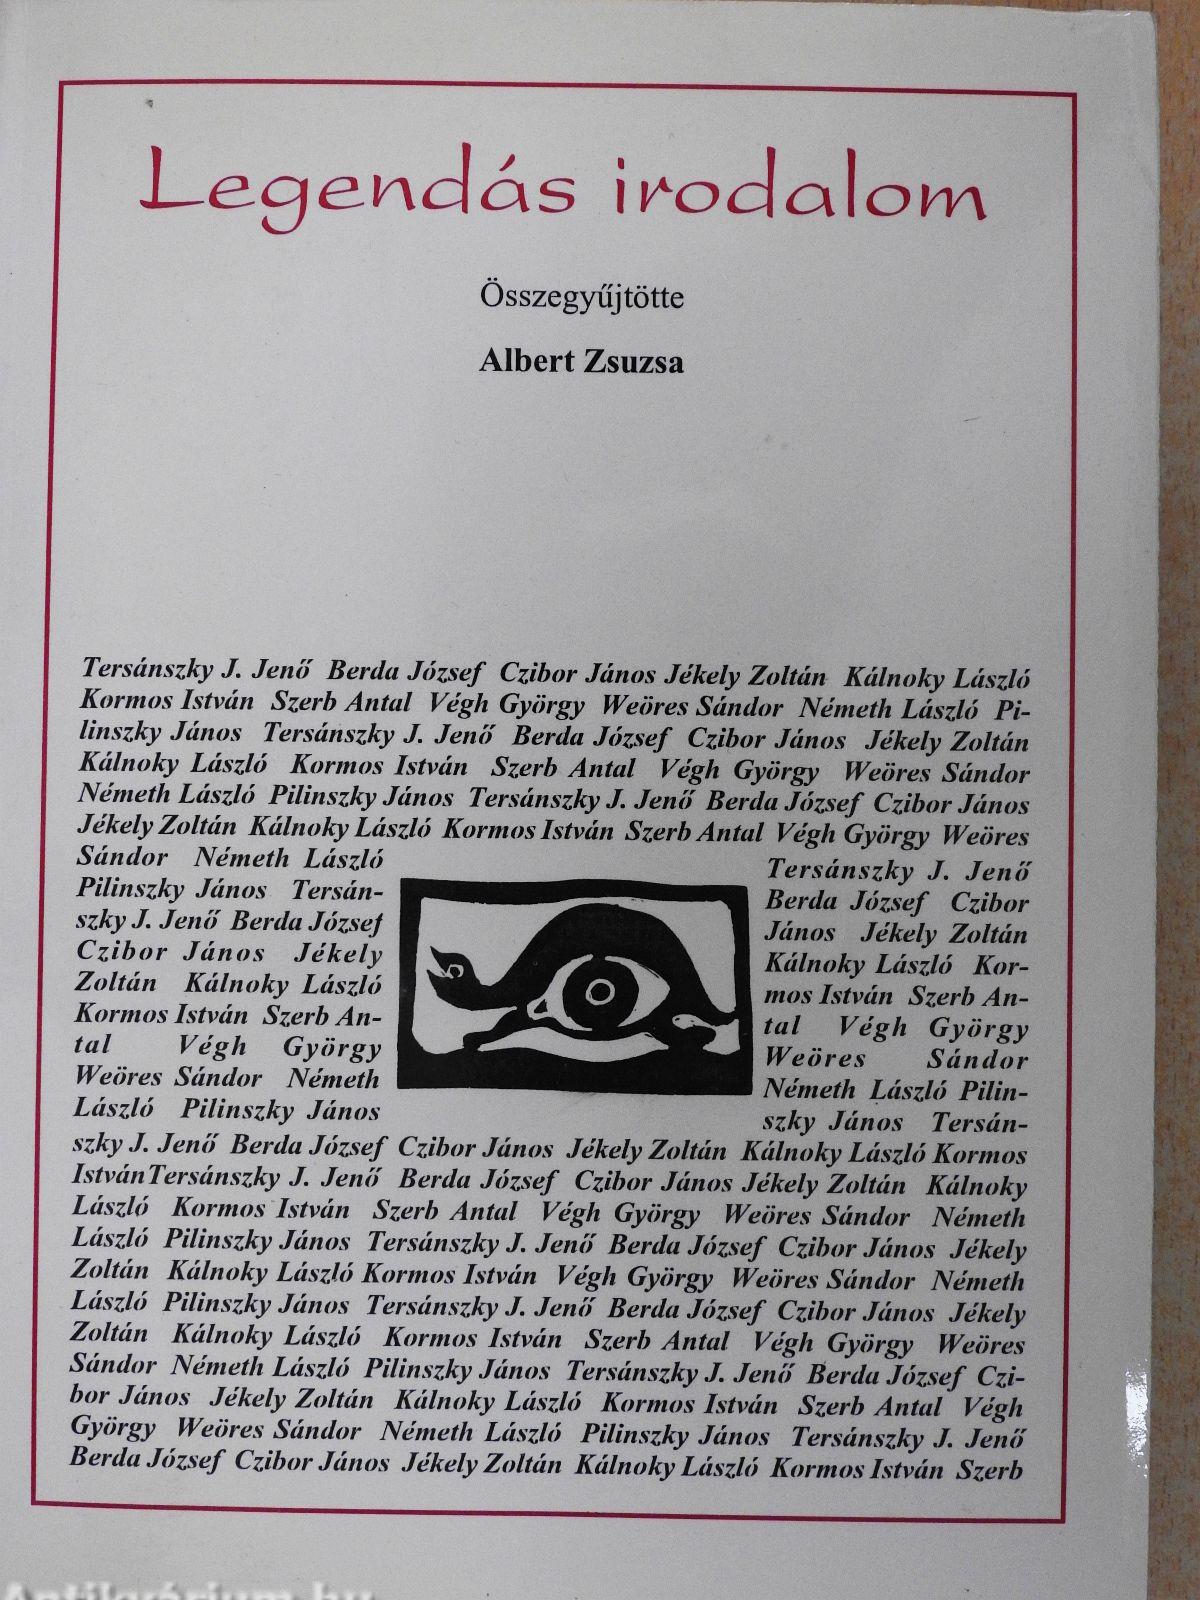 Legendás irodalom
Összegyűjtötte
Albert Zsuzsa
Tersánszky J. Jenő Berda József Czibor János Jékely Zoltán Kálnoky László
Kormos István Szerb Antal Végh György Weöres Sándor Németh László Pi-
linszky János Tersánszky J. Jenő Berda József Czibor János Jékely Zoltán
Kálnoky László Kormos István Szerb Antal Végh György Weöres Sándor
Németh László Pilinszky János Tersánszky J. Jenő Berda József Czibor János
Jékely Zoltán Kálnoky László Kormos István Szerb Antal Végh György Weöres
Sándor Németh László
Pilinszky János Tersán-
szky J. Jenő Berda József
Czibor János Jékely
Zoltán Kálnoky László
Kormos István Szerb An-
tal Végh György
Weöres Sándor Németh
László Pilinszky János
Tersánszky J. Jenő
Berda József Czibor
János Jékely Zoltán
Kálnoky László Kor-
mos István Szerb An-
tal Végh György
Weöres Sándor
Németh László Pilin-
szky János Tersán-
szky J. Jenő Berda József Czibor János Jékely Zoltán Kálnoky László Kormos
IstvánTersánszky J. Jenő Berda József Czibor János Jékely Zoltán Kálnoky
László Kormos István Szerb Antal Végh György Weöres Sándor Németh
László Pilinszky János Tersánszky J. Jenő Berda József Czibor János Jékely
Zoltán Kálnoky László Kormos István Végh György Weöres Sándor Németh
László Pilinszky János Tersánszky J. Jenő Berda József Czibor János Jékely
Zoltán Kálnoky László Kormos István Szerb Antal Végh György Weöres
Sándor Németh László Pilinszky János Tersánszky J. Jenő Berda József Czi-
bor János Jékely Zoltán Kálnoky László Kormos István Szerb Antal Végh
György Weöres Sándor Németh László Pilinszky János Tersánszky J. Jenő
Berda József Czibor János Jékely Zoltán Kálnoky László Kormos István Szerb
Antikvárium.hu